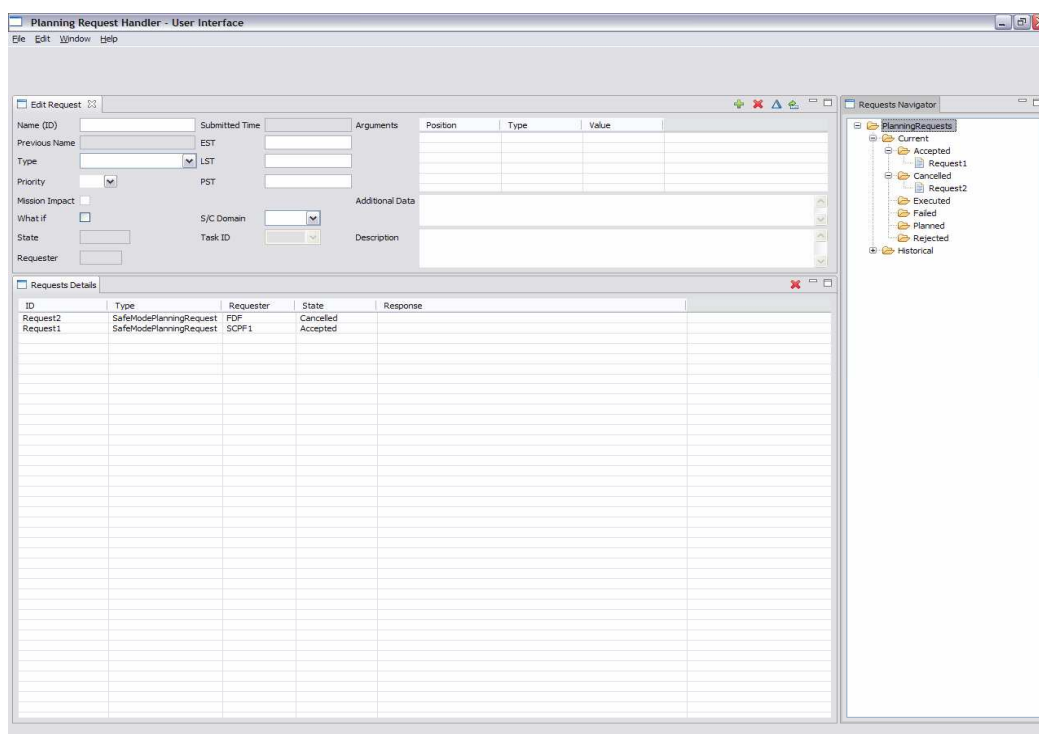 Planning Request Handler - User Interface
File Edit Window Help
Edit Request
Name (ID) Submitted Time Arguments Position Type Value
Previous Name EST
Type LST
Priority PST
Mission Impact Additional Data
What if S/C Domain
State Task ID Description
Requester
Requests Details
ID Type Requester State Response
Request2 SafeModePlanningRequest FDF Cancelled
Request1 SafeModePlanningRequest SCPF1 Accepted
Requests Navigator
PlanningRequests
Current
Accepted
Request1
Cancelled
Request2
Executed
Failed
Planned
Rejected
Historical